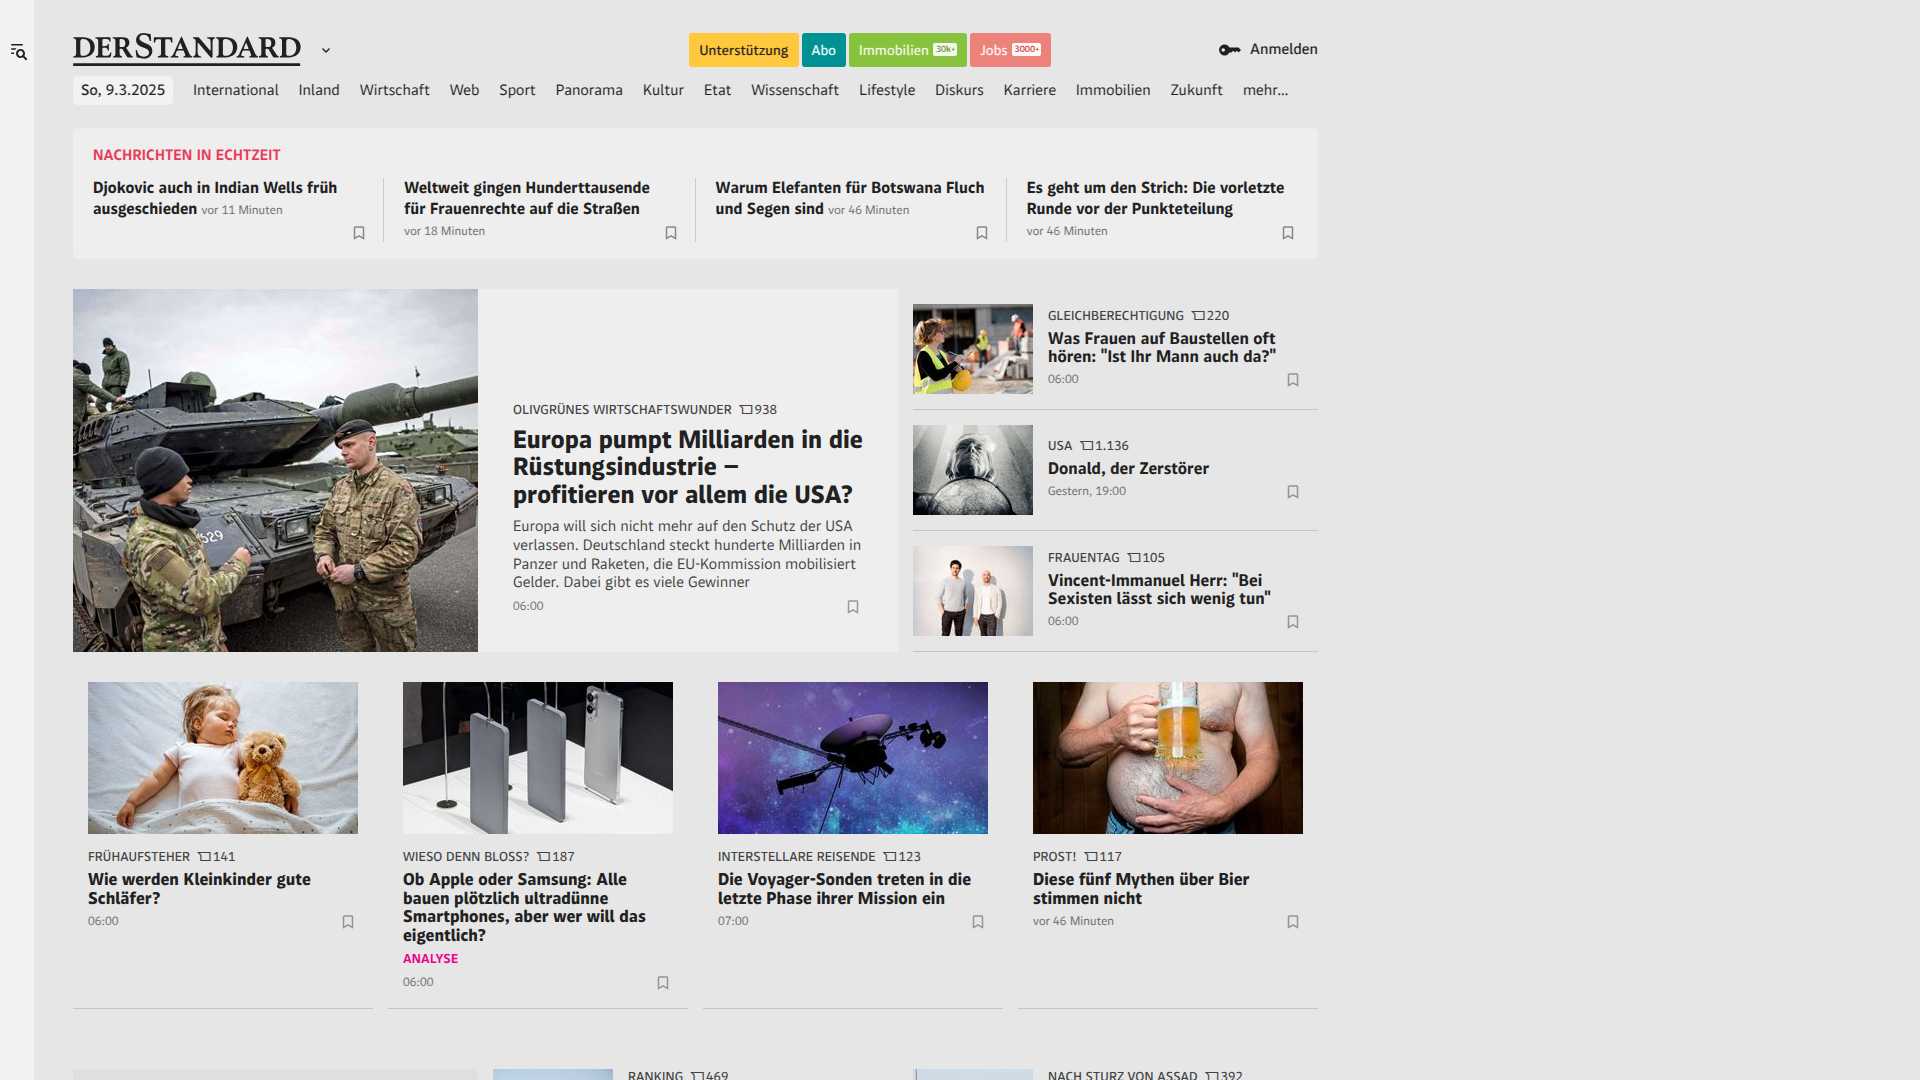 DERSTANDARD
Unterstützung
Abo
Immobilien 30k+
Jobs 3000+
Anmelden
So, 9.3.2025
International
Inland
Wirtschaft
Web
Sport
Panorama
Kultur
Etat
Wissenschaft
Lifestyle
Diskurs
Karriere
Immobilien
Zukunft
mehr...
NACHRICHTEN IN ECHTZEIT
Djokovic auch in Indian Wells früh
ausgeschieden vor 11 Minuten
Weltweit gingen Hunderttausende
für Frauenrechte auf die Straßen
vor 18 Minuten
Warum Elefanten für Botswana Fluch
und Segen sind vor 46 Minuten
Es geht um den Strich: Die vorletzte
Runde vor der Punkteteilung
vor 46 Minuten
529
OLIVGRÜNES WIRTSCHAFTSWUNDER 938
Europa pumpt Milliarden in die
Rüstungsindustrie –
profitieren vor allem die USA?
Europa will sich nicht mehr auf den Schutz der USA
verlassen. Deutschland steckt hunderte Milliarden in
Panzer und Raketen, die EU-Kommission mobilisiert
Gelder. Dabei gibt es viele Gewinner
06:00
GLEICHBERECHTIGUNG 220
Was Frauen auf Baustellen oft
hören: "Ist Ihr Mann auch da?"
06:00
USA 1.136
Donald, der Zerstörer
Gestern, 19:00
FRAUENTAG 105
Vincent-Immanuel Herr: "Bei
Sexisten lässt sich wenig tun"
06:00
FRÜHAUFSTEHER 141
Wie werden Kleinkinder gute
Schläfer?
06:00
WIESO DENN BLOSS? 187
Ob Apple oder Samsung: Alle
bauen plötzlich ultradünne
Smartphones, aber wer will das
eigentlich?
ANALYSE
06:00
INTERSTELLARE REISENDE 123
Die Voyager-Sonden treten in die
letzte Phase ihrer Mission ein
07:00
PROST! 117
Diese fünf Mythen über Bier
stimmen nicht
vor 46 Minuten
RANKING 469
NACH STURZ VON ASSAD 392